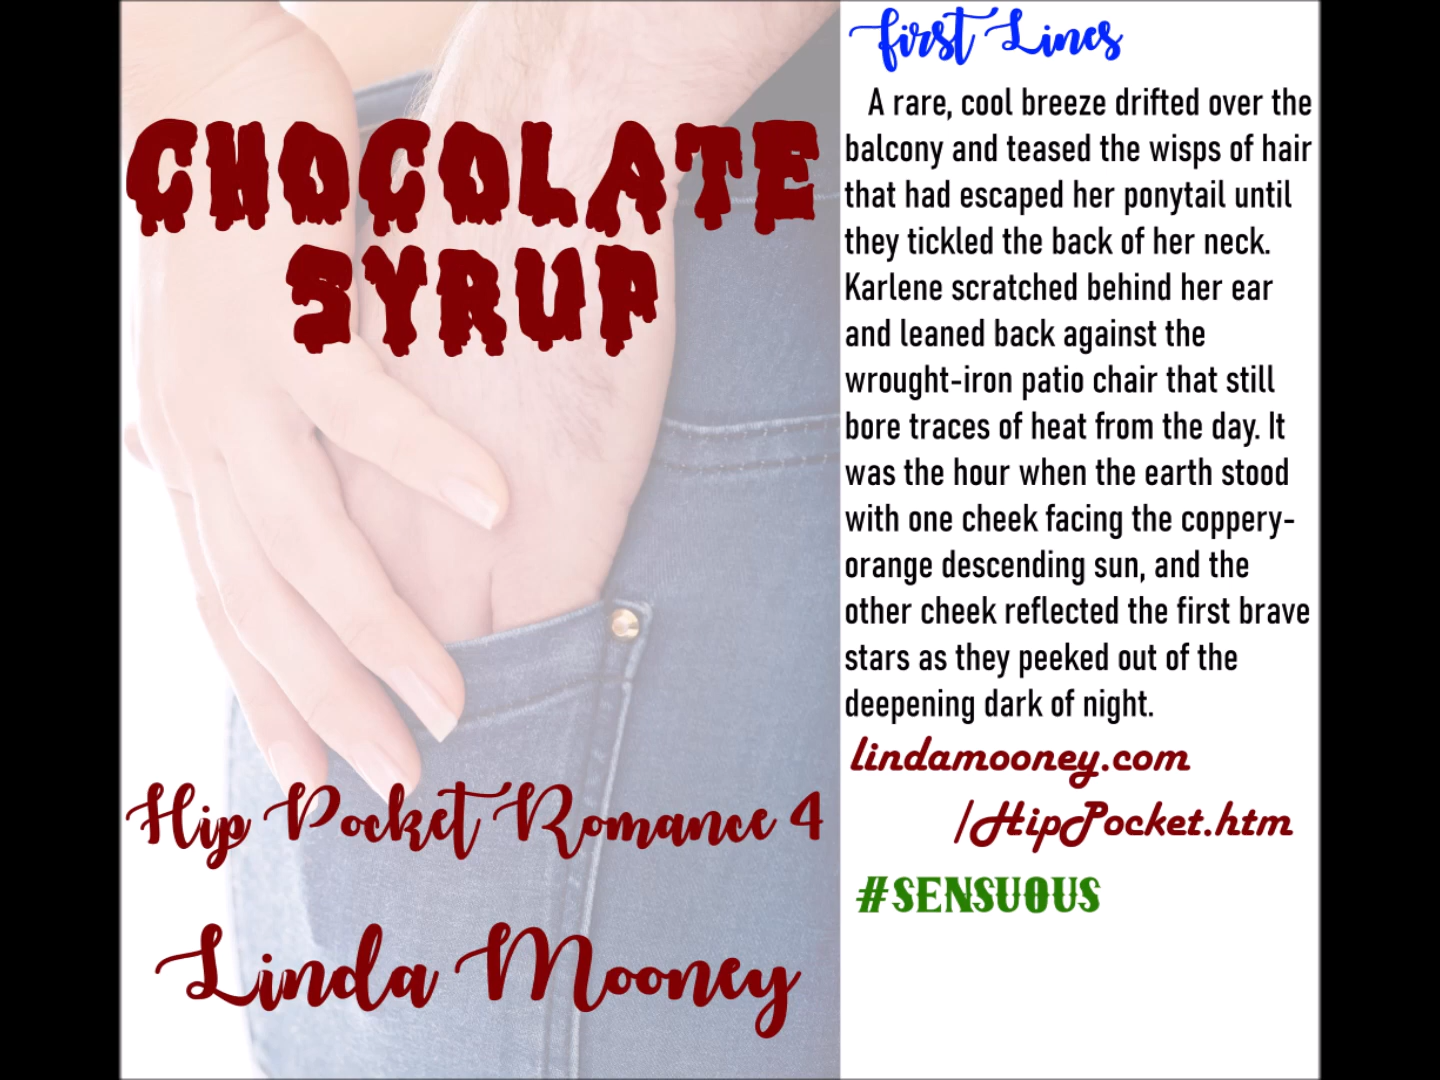 CHOCOLATE
SYRUP
Hip Pocket Romance 4
Linda Mooney
First Lines
A rare, cool breeze drifted over the
balcony and teased the wisps of hair
that had escaped her ponytail until
they tickled the back of her neck.
Karlene scratched behind her ear
and leaned back against the
wrought-iron patio chair that still
bore traces of heat from the day. It
was the hour when the earth stood
with one cheek facing the coppery-
orange descending sun, and the
other cheek reflected the first brave
stars as they peeked out of the
deepening dark of night.
lindamooney.com
/HipPocket.htm
#SENSUOUS